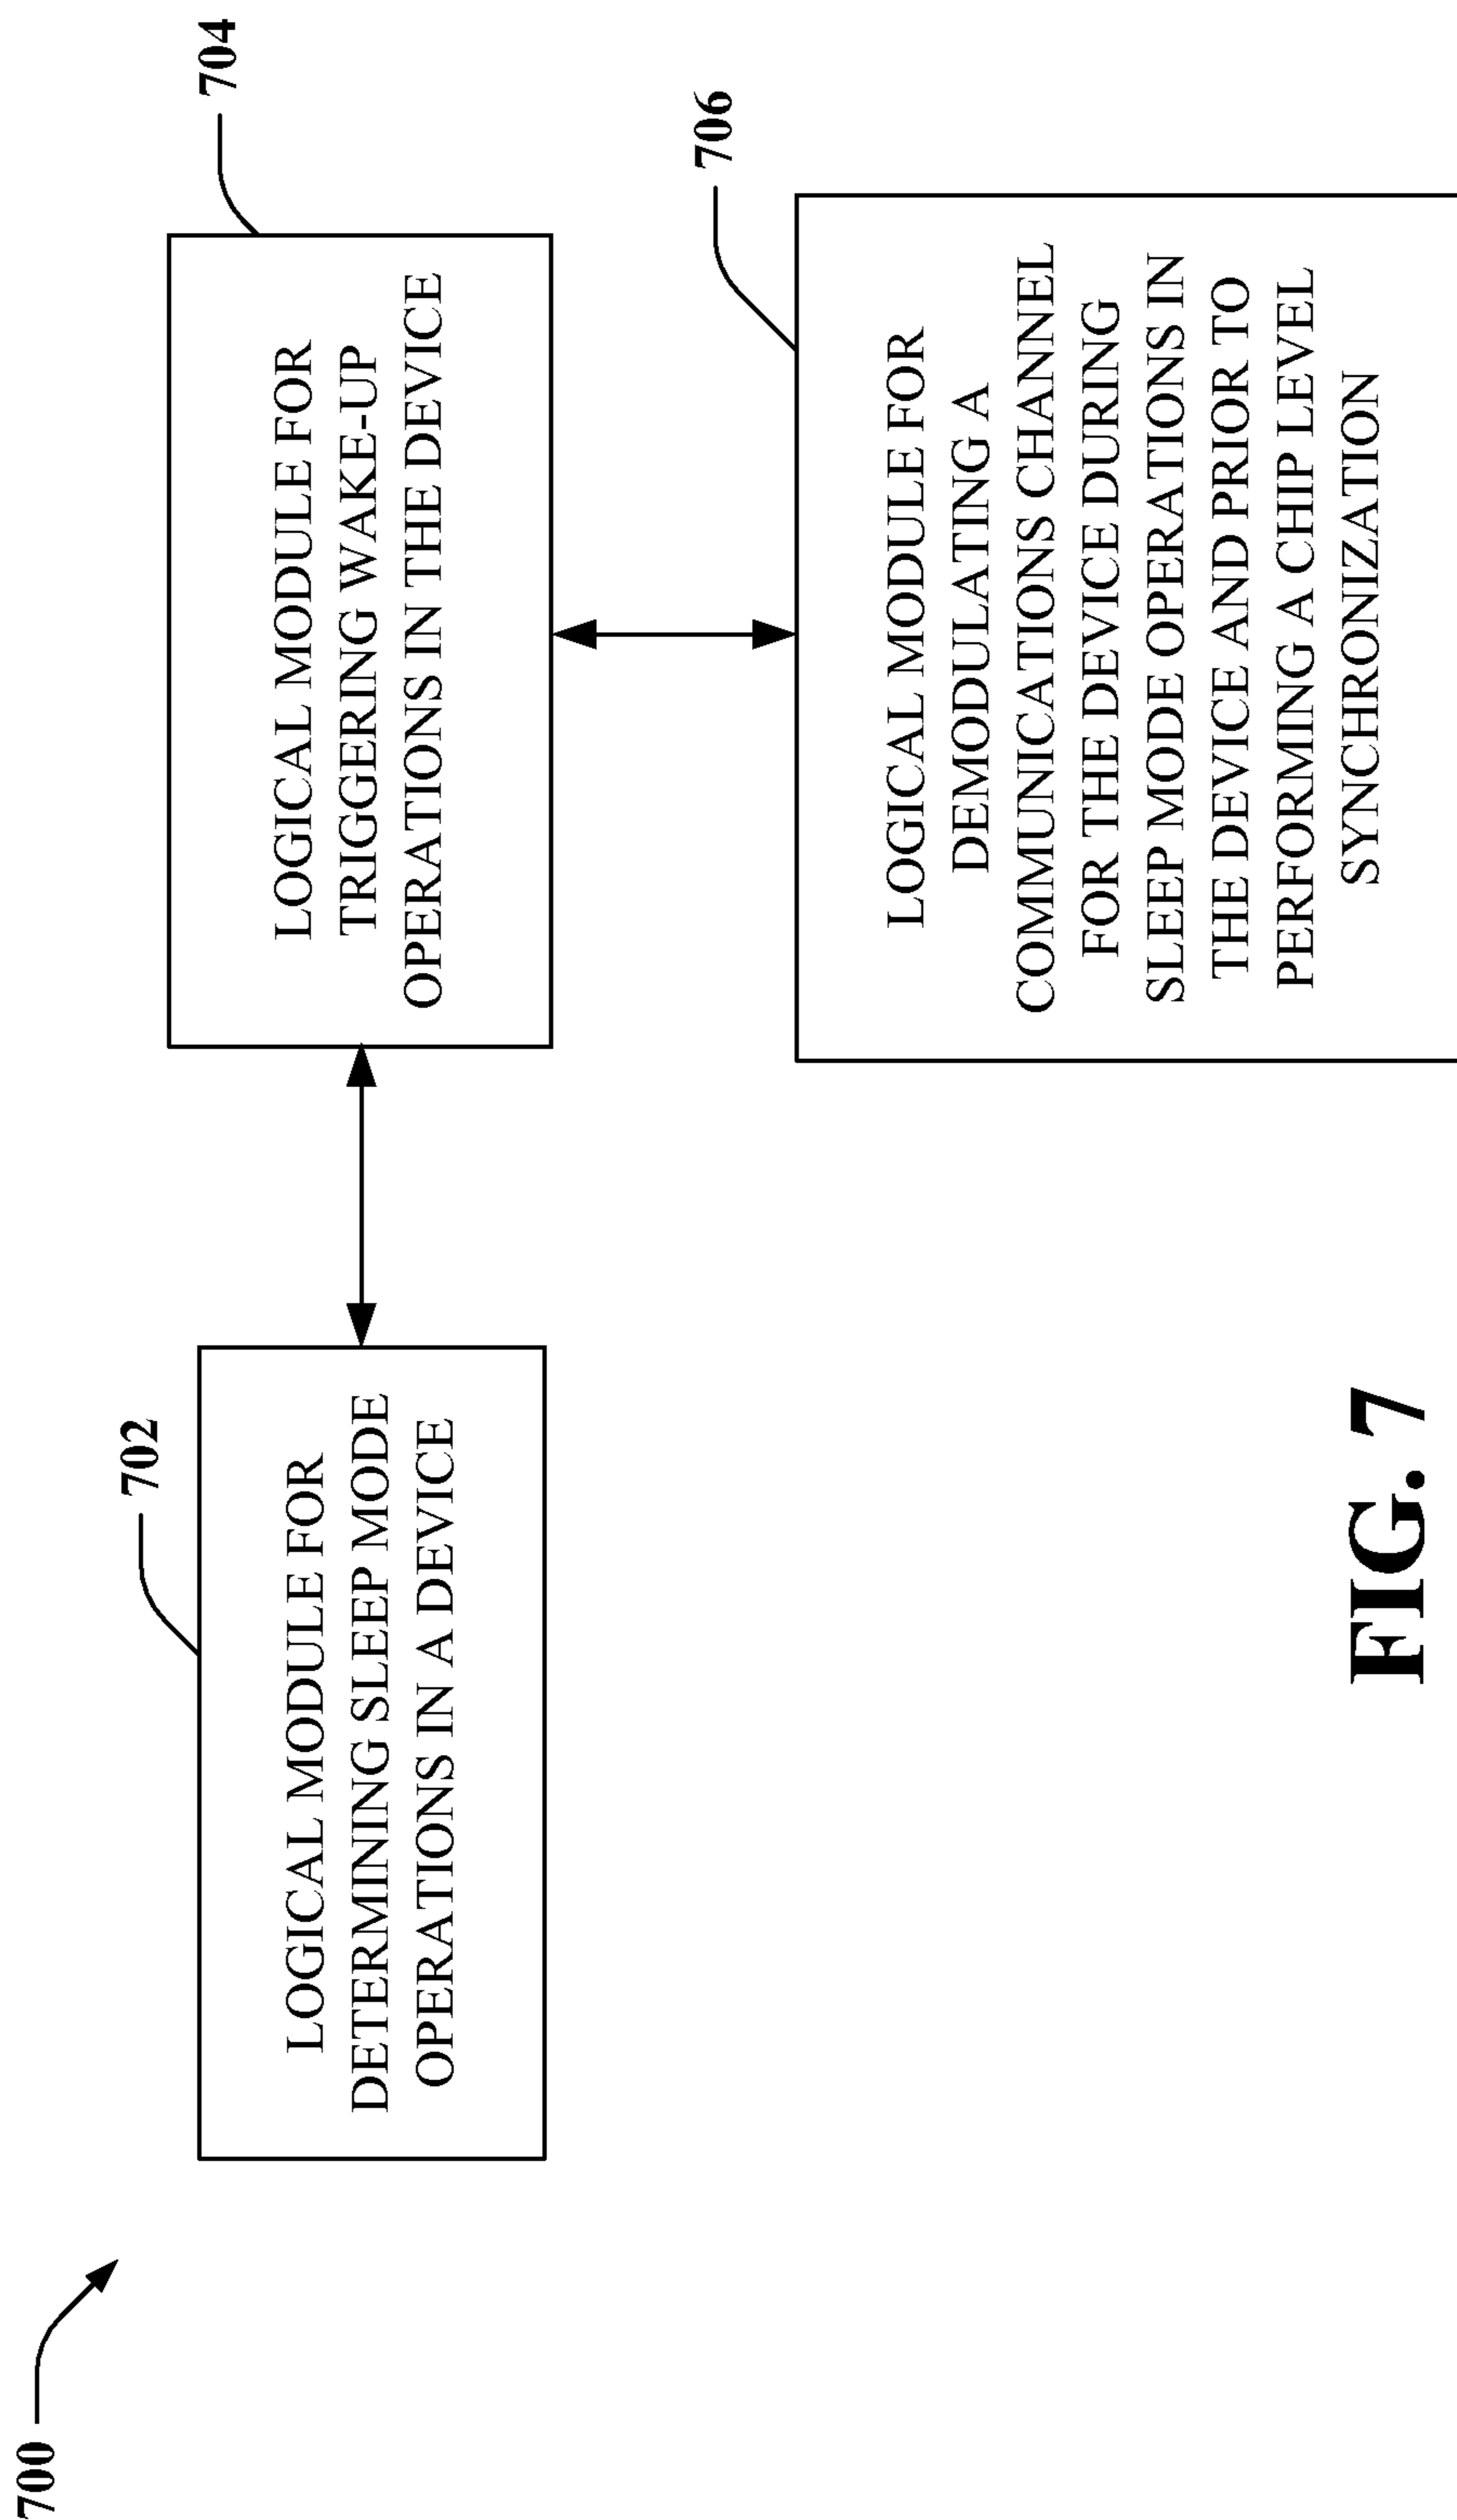 700
702
LOGICAL MODULE FOR
DETERMINING SLEEP MODE
OPERATIONS IN A DEVICE
704
LOGICAL MODULE FOR
TRIGGERING WAKE-UP
OPERATIONS IN THE DEVICE
706
LOGICAL MODULE FOR
DEMODULATING A
COMMUNICATIONS CHANNEL
FOR THE DEVICE DURING
SLEEP MODE OPERATIONS IN
THE DEVICE AND PRIOR TO
PERFORMING A CHIP LEVEL
SYNCHRONIZATION
FIG. 7